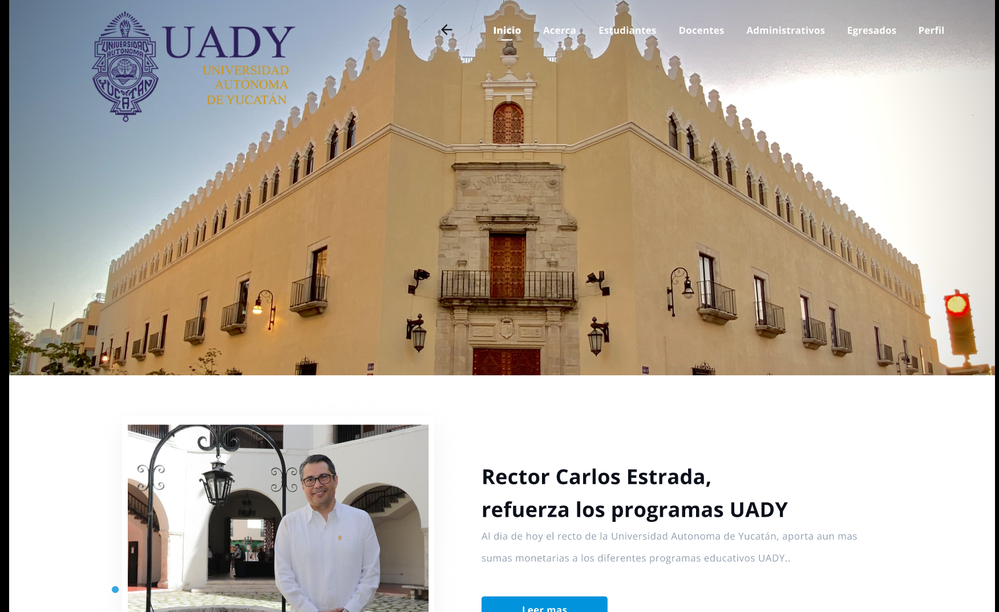 UNIVERSIDAD
AUTONOMA
YUCATAN
UADY
UNIVERSIDAD
AUTÓNOMA
DE YUCATÁN
Inicio
Acerca
Estudiantes
Docentes
Administrativos
Egresados
Perfil
UNIVERSIDAD
DE
YUCATAN
Rector Carlos Estrada,
refuerza los programas UADY
Al dia de hoy el recto de la Universidad Autonoma de Yucatán, aporta aun mas
sumas monetarias a los diferentes programas educativos UADY..
Leer mas